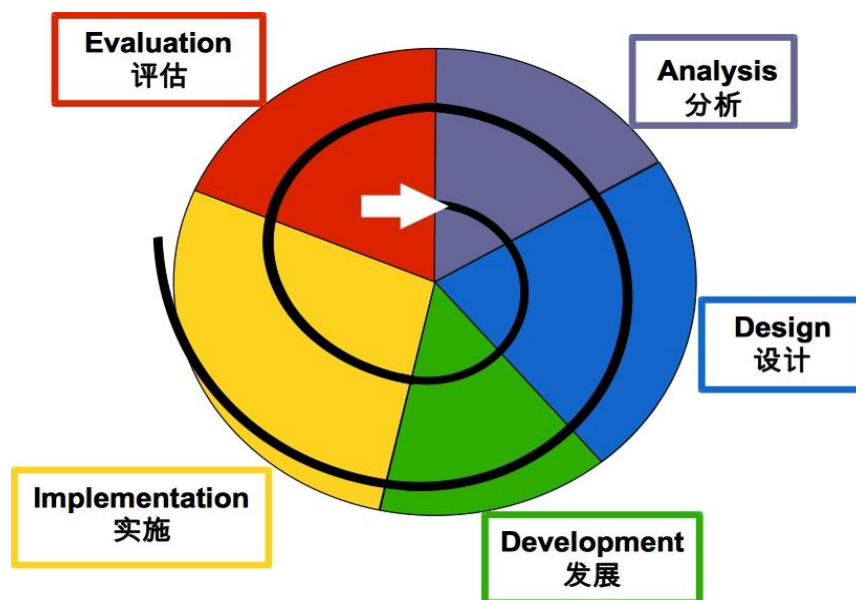 Evaluation
评估
Analysis
分析
Design
设计
Implementation
实施
Development
发展